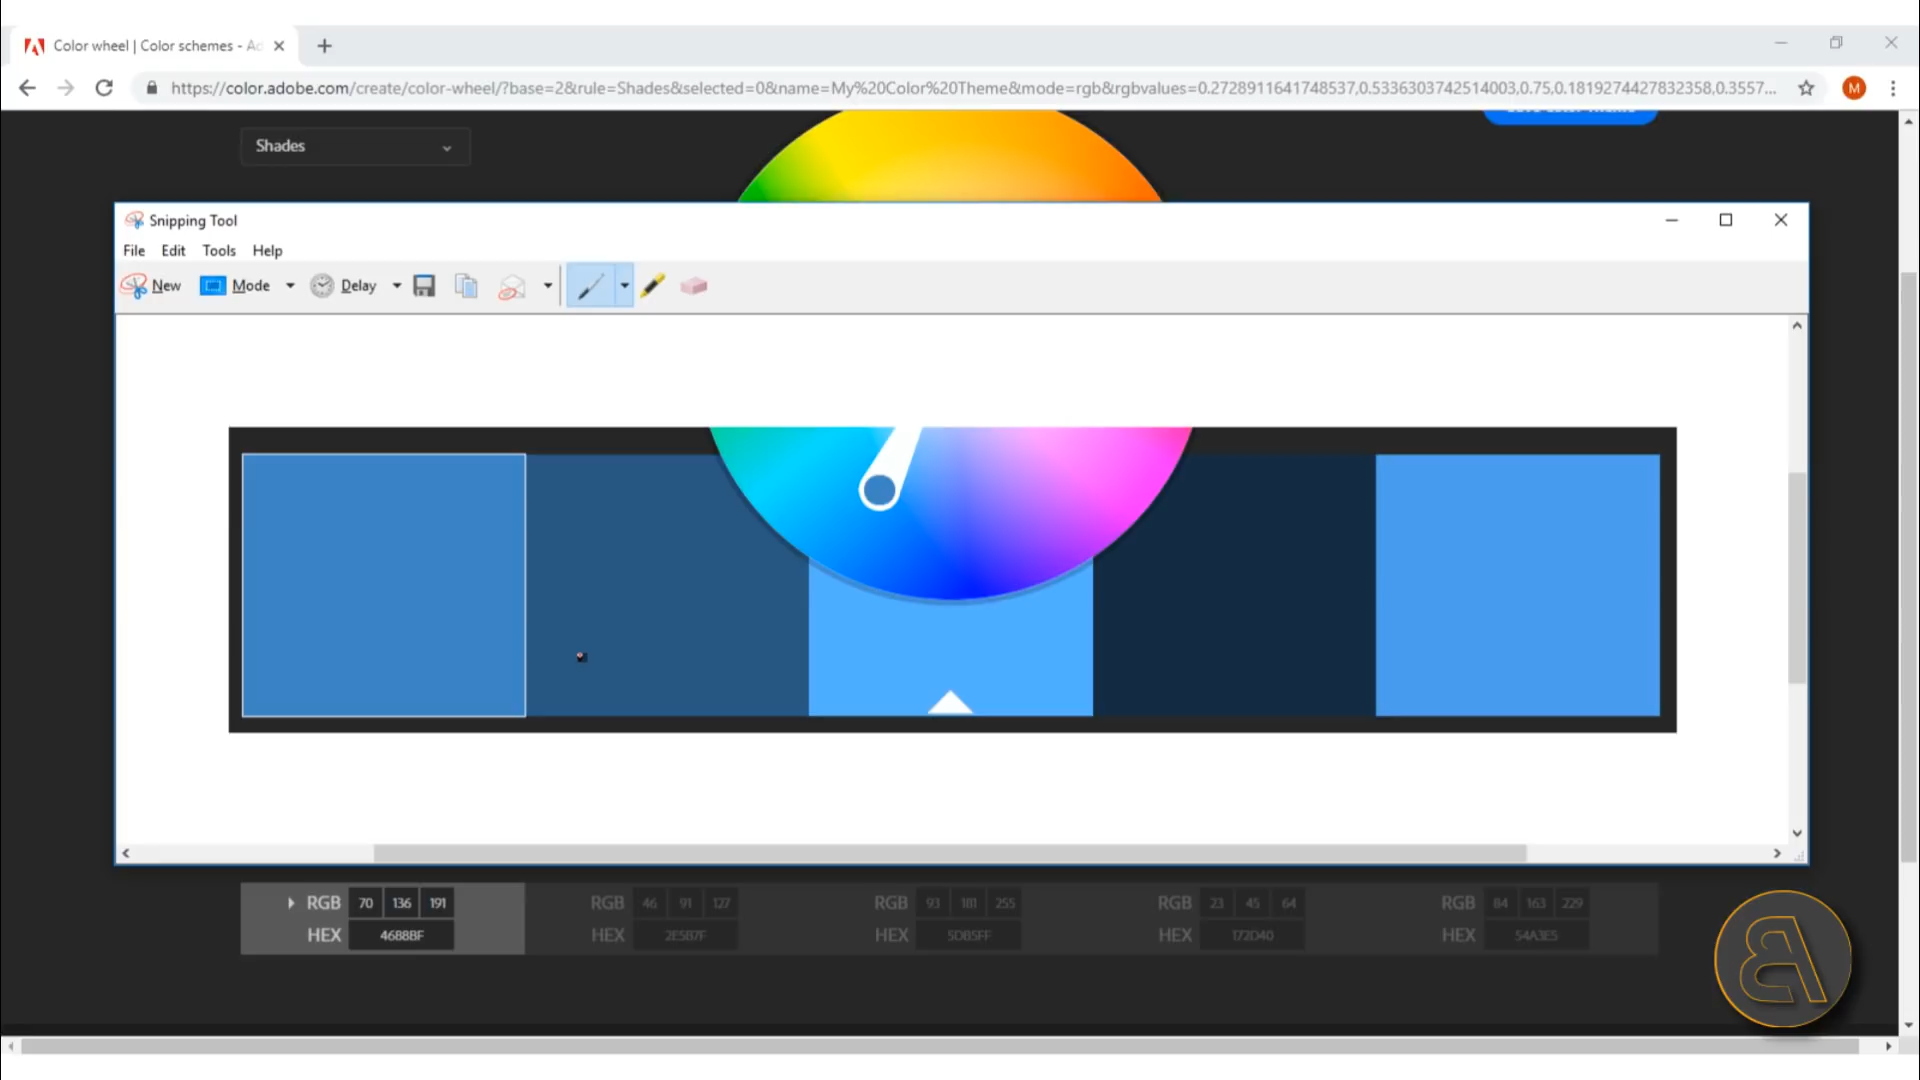 Color wheel | Color schemes - Ad
https://color.adobe.com/create/color-wheel/?base=2&rule=Shades&selected=0&name=My%20Color%20Theme&mode=rgb&rgbvalues=0.2728911641748537,0.5336303742514003,0.75,0.1819274427832358,0.3557...
M
Shades
Snipping Tool
File Edit Tools Help
New Mode Delay
RGB 70 136 191 RGB 46 91 127 RGB 93 181 255 RGB 23 45 64 RGB 84 163 229
HEX 4688BF HEX 2E5B7F HEX 5DB5FF HEX 172D40 HEX 54A3E5